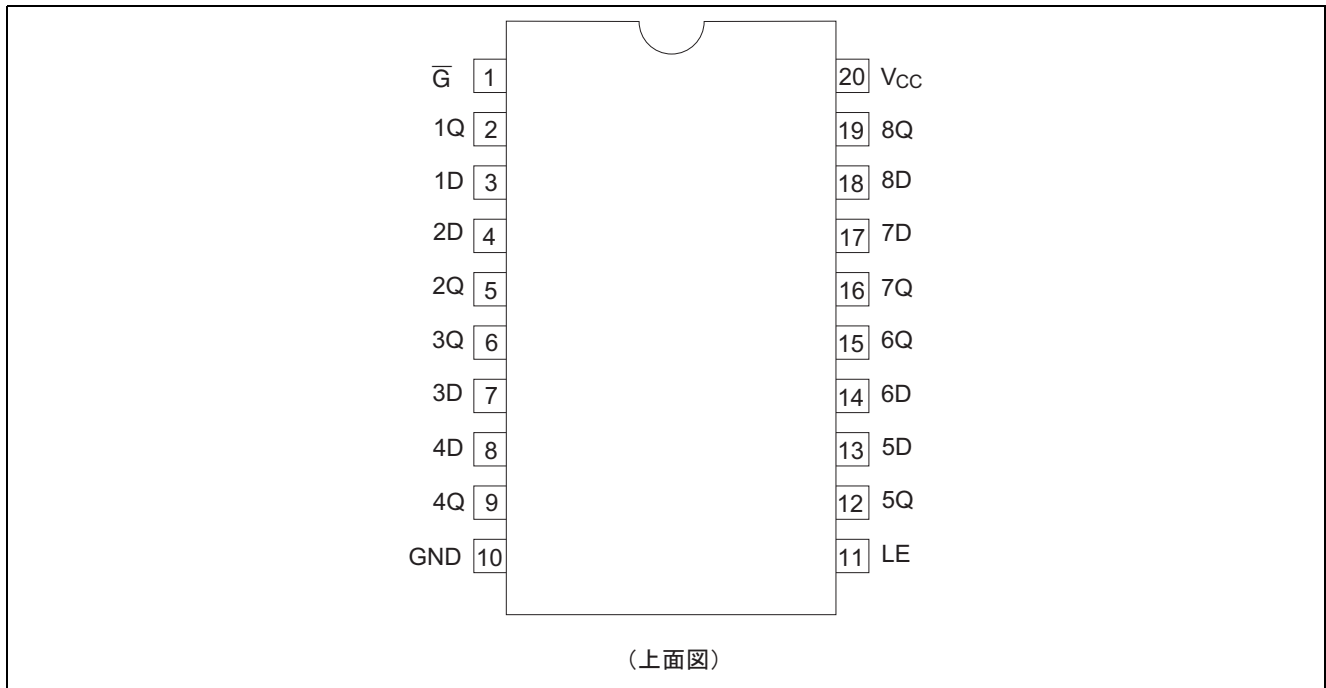 G̅ 1 20 VCC
1Q 2 19 8Q
1D 3 18 8D
2D 4 17 7D
2Q 5 16 7Q
3Q 6 15 6Q
3D 7 14 6D
4D 8 13 5D
4Q 9 12 5Q
GND 10 11 LE
（上面図）